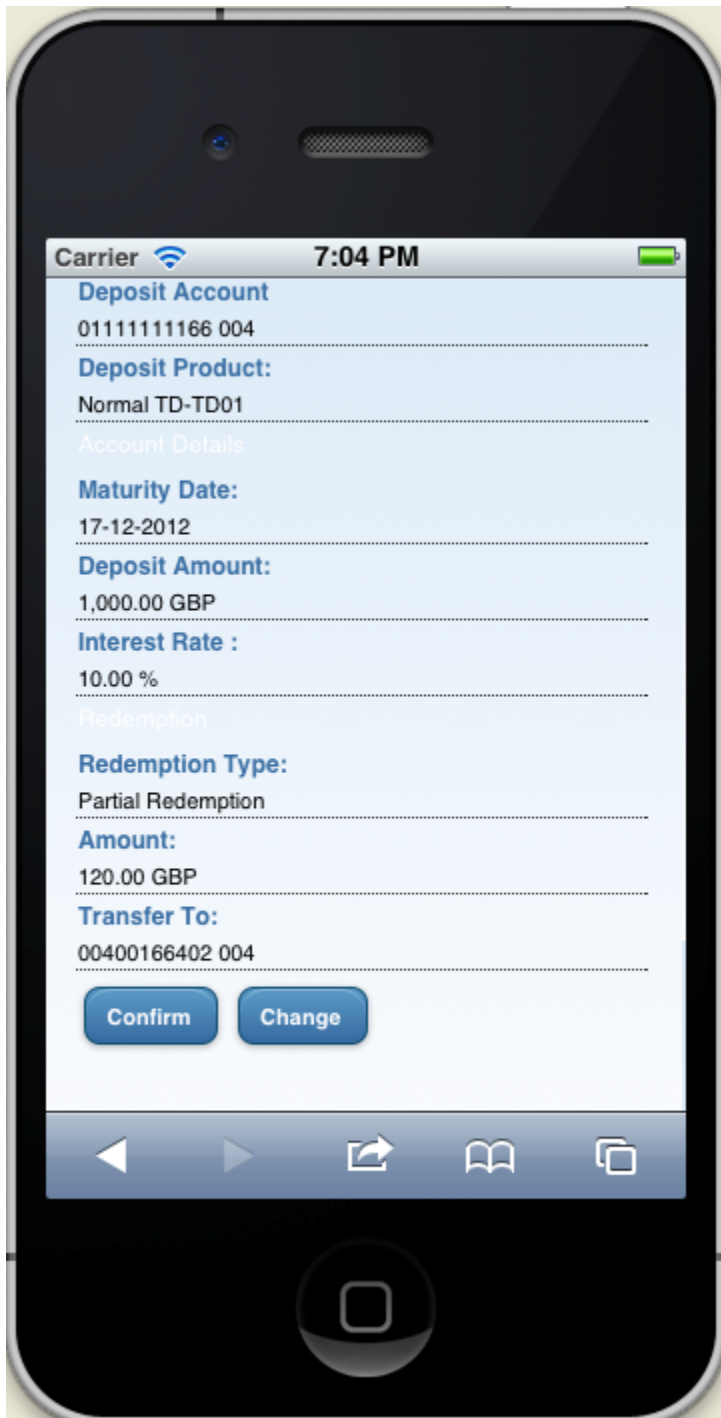 Carrier 7:04 PM
Deposit Account
01111111166 004
Deposit Product:
Normal TD-TD01
Account Details
Maturity Date:
17-12-2012
Deposit Amount:
1,000.00 GBP
Interest Rate :
10.00 %
Redemption
Redemption Type:
Partial Redemption
Amount:
120.00 GBP
Transfer To:
00400166402 004
Confirm Change